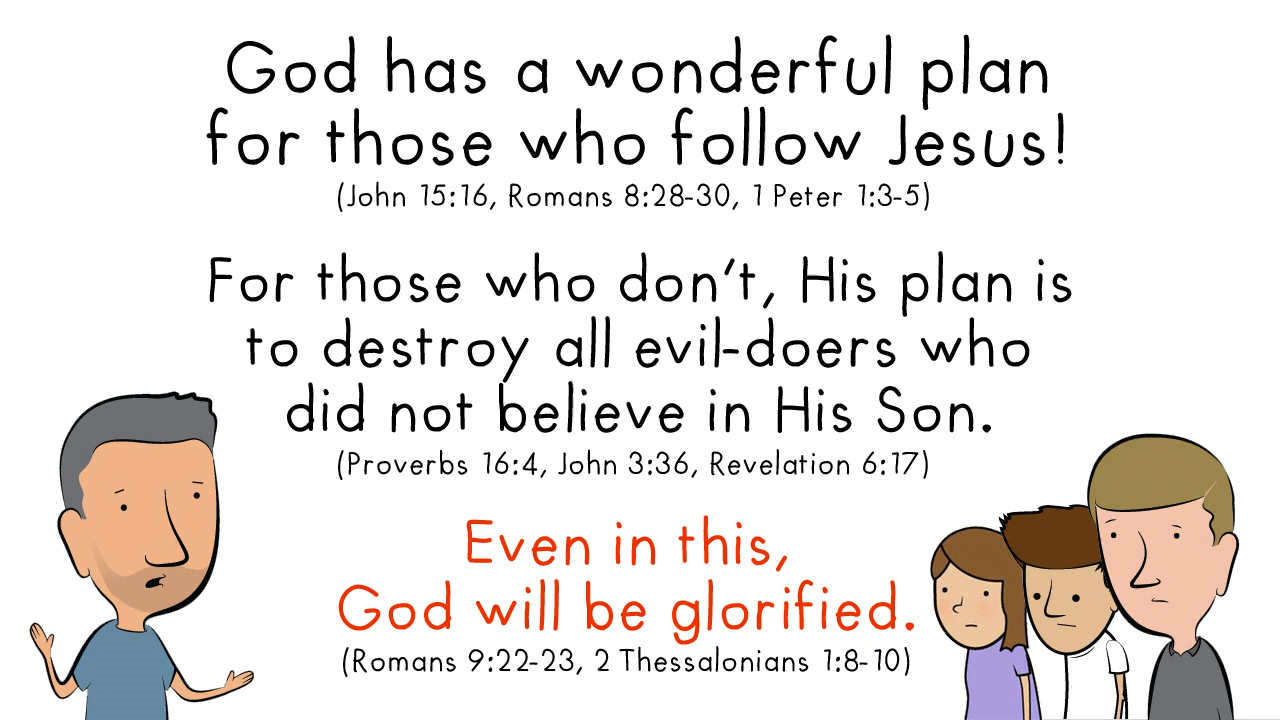 God has a wonderful plan
for those who follow Jesus!
(John 15:16, Romans 8:28-30, 1 Peter 1:3-5)
For those who don't, His plan is
to destroy all evil-doers who
did not believe in His Son.
(Proverbs 16:4, John 3:36, Revelation 6:17)
Even in this,
God will be glorified.
(Romans 9:22-23, 2 Thessalonians 1:8-10)